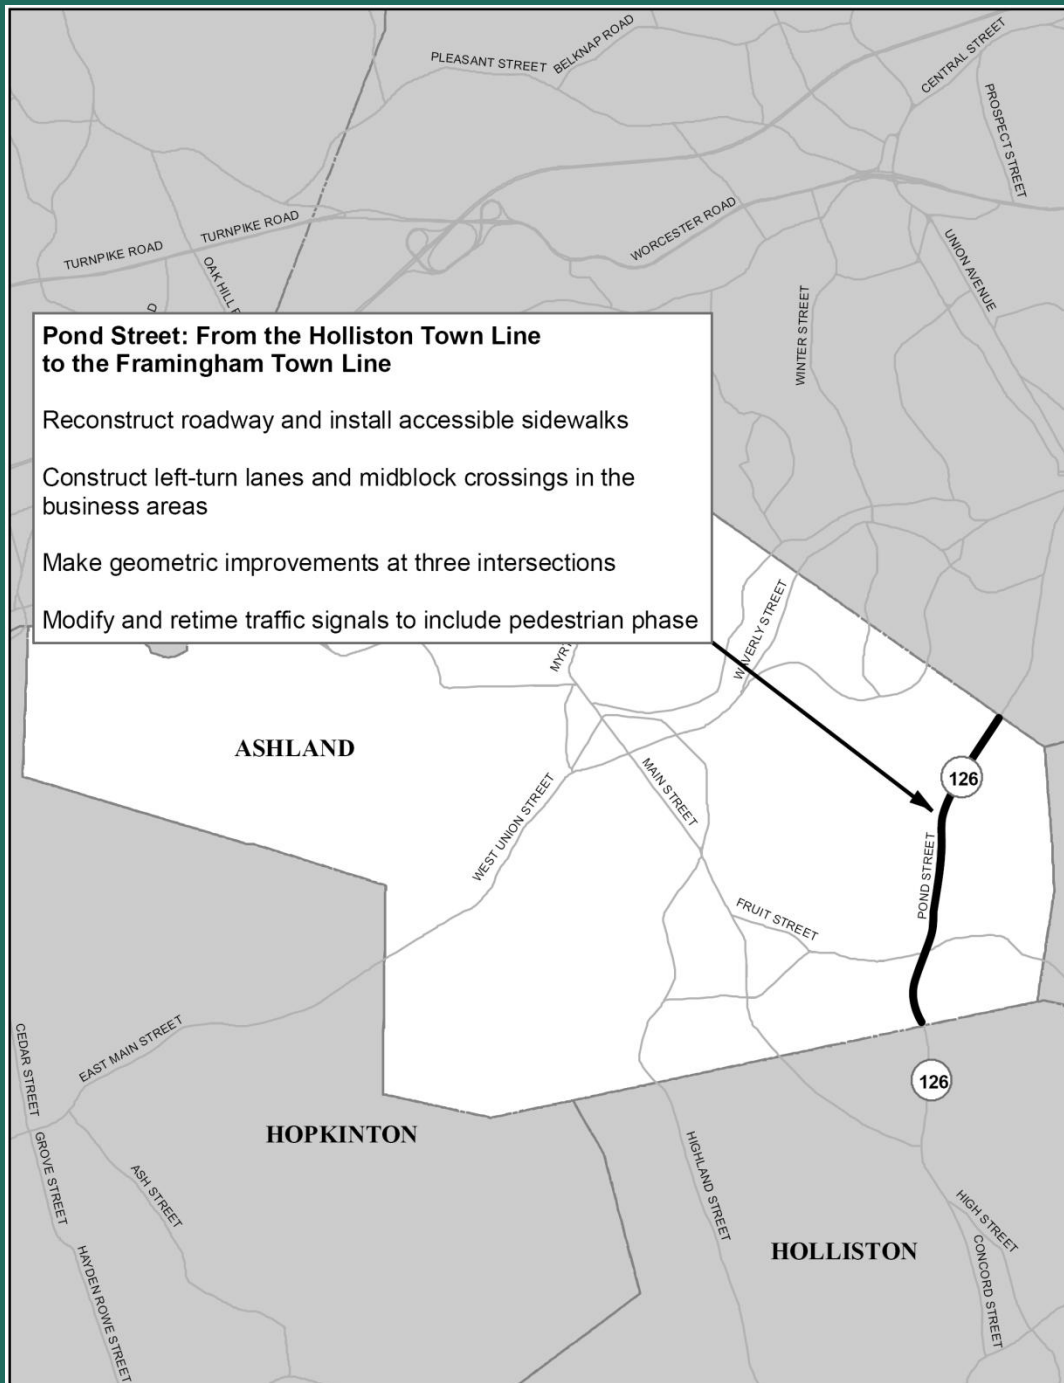 PLEASANT STREET
BELKNAP ROAD
CENTRAL STREET
PROSPECT STREET
TURNPIKE ROAD
TURNPIKE ROAD
WORCESTER ROAD
UNION AVENUE
OAK HILL
WINTER STREET
Pond Street: From the Holliston Town Line
to the Framingham Town Line
Reconstruct roadway and install accessible sidewalks
Construct left-turn lanes and midblock crossings in the
business areas
Make geometric improvements at three intersections
Modify and retime traffic signals to include pedestrian phase
WAVERLY STREET
ASHLAND
MAIN STREET
126
WEST UNION STREET
POND STREET
FRUIT STREET
EAST MAIN STREET
CEDAR STREET
126
HOPKINTON
GROVE STREET
ASH STREET
HIGHLAND STREET
HIGH STREET
HOLLISTON
CONCORD STREET
HAYDEN ROWE STREET